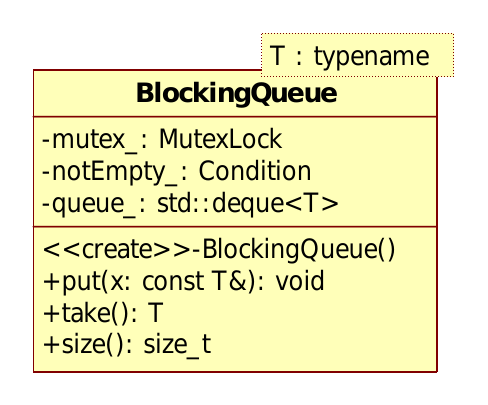 T : typename
BlockingQueue
-mutex_: MutexLock
-notEmpty_: Condition
-queue_: std::deque<T>
<<create>>-BlockingQueue()
+put(x: const T&): void
+take(): T
+size(): size_t